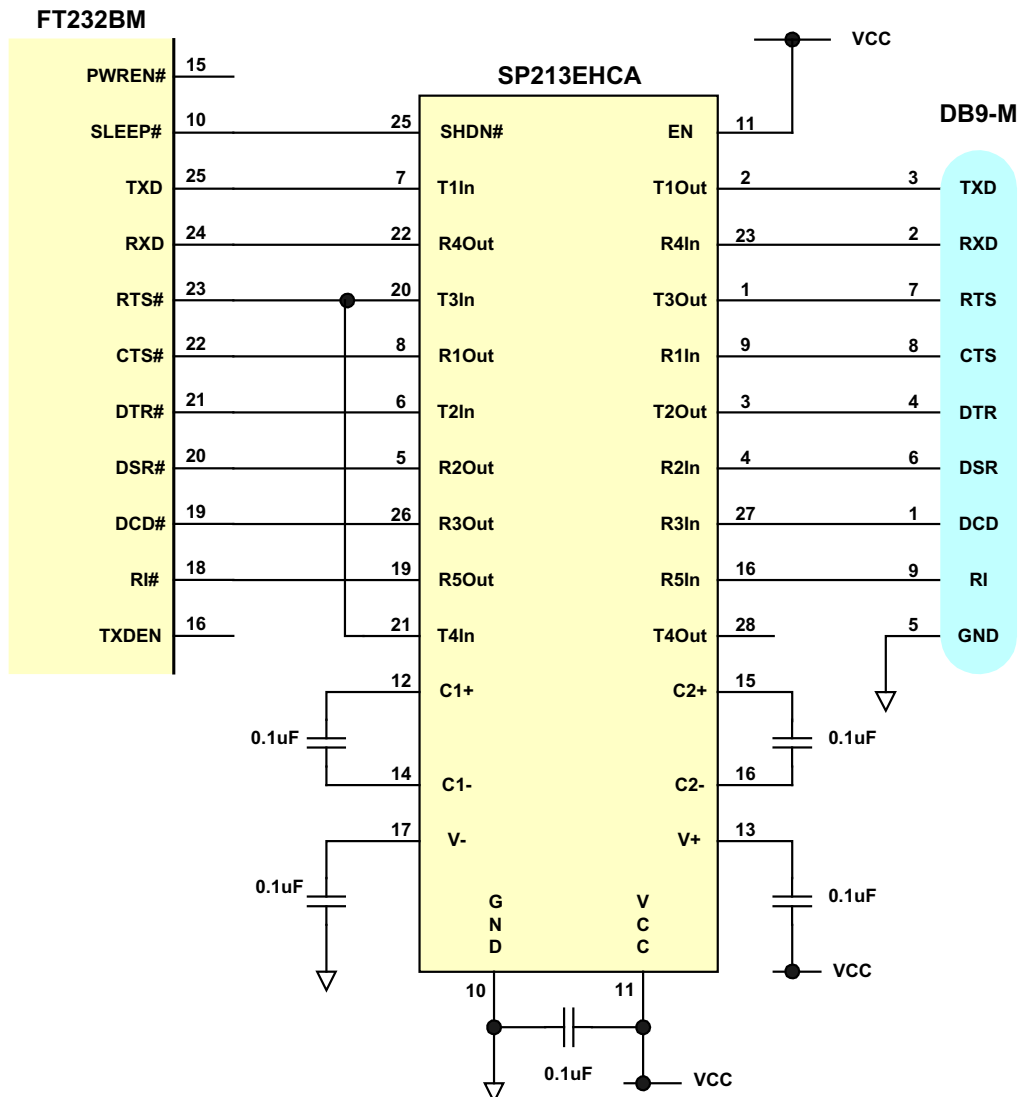 FT232BM
VCC
PWREN# 15
SP213EHCA
DB9-M
SLEEP# 10 25 SHDN# EN 11
TXD 25 7 T1In T1Out 2 3 TXD
RXD 24 22 R4Out R4In 23 2 RXD
RTS# 23 20 T3In T3Out 1 7 RTS
CTS# 22 8 R1Out R1In 9 8 CTS
DTR# 21 6 T2In T2Out 3 4 DTR
DSR# 20 5 R2Out R2In 4 6 DSR
DCD# 19 26 R3Out R3In 27 1 DCD
RI# 18 19 R5Out R5In 16 9 RI
TXDEN 16 21 T4In T4Out 28 5 GND
12 C1+ C2+ 15
0.1uF 0.1uF
14 C1- C2- 16
17 V- V+ 13
0.1uF 0.1uF
GND VCC
VCC
10 11
0.1uF
VCC